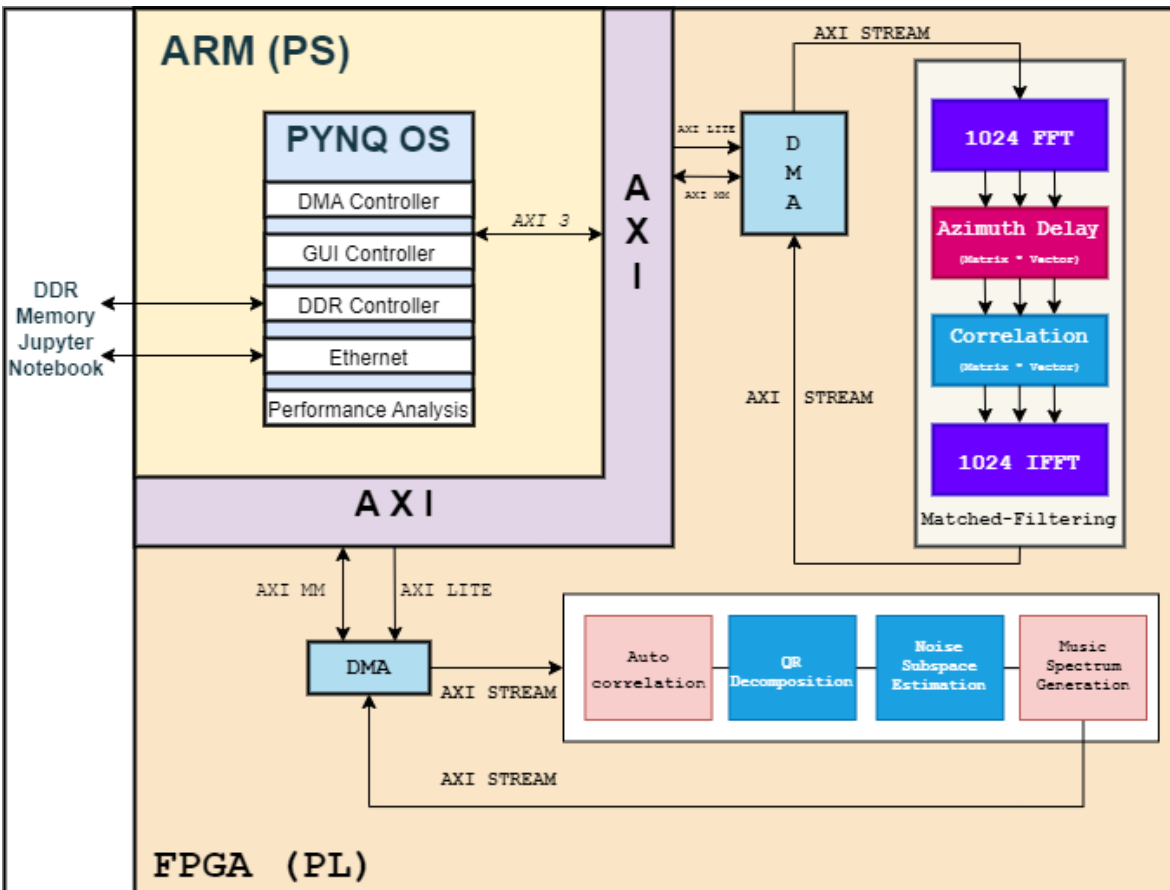 ARM (PS)
PYNQ OS
DMA Controller
GUI Controller
DDR Controller
Ethernet
Performance Analysis
DDR
Memory
Jupyter
Notebook
AXI 3
A
X
I
A X I
AXI LITE
AXI MM
D
M
A
AXI STREAM
1024 FFT
Azimuth Delay
(Matrix * Vector)
Correlation
(Matrix * Vector)
1024 IFFT
Matched-Filtering
AXI STREAM
AXI MM
AXI LITE
DMA
AXI STREAM
Auto
correlation
QR
Decomposition
Noise
Subspace
Estimation
Music
Spectrum
Generation
AXI STREAM
FPGA (PL)